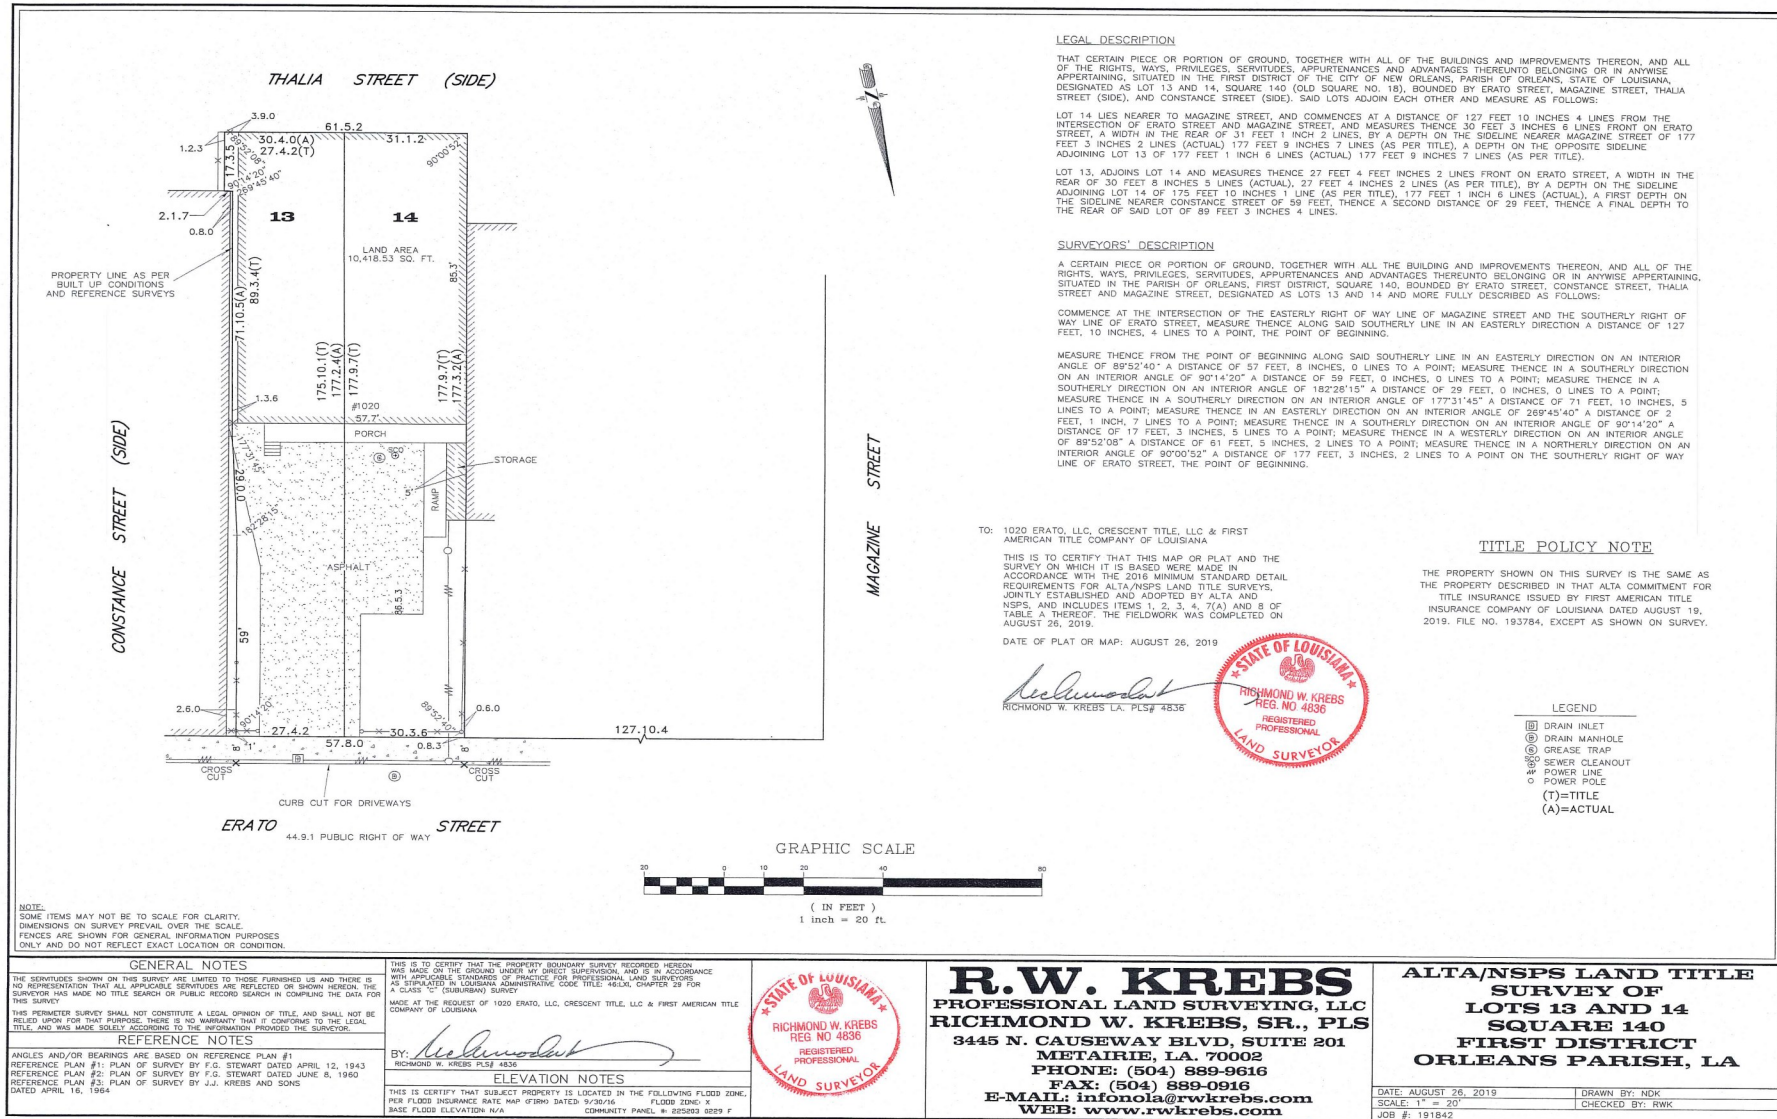 THALIA STREET (SIDE)
3.9.0
61.5.2
1.2.3
30.4.0(A)
31.1.2
27.4.2(T)
17.3.5
89°52'08"
90°00'52"
90°14'20"
269°45'40"
2.1.7
0.8.0
13
14
LAND AREA
10,418.53 SQ. FT.
PROPERTY LINE AS PER
BUILT UP CONDITIONS
AND REFERENCE SURVEYS
89.3.4(T)
71.10.5(A)
85.3'
175.10.1(T)
177.2.4(A)
177.9.7(T)
177.9.7(T)
177.3.2(A)
1.3.6
#1020
57.7'
PORCH
SCO
STORAGE
177°31'45"
29.0.0
5'
RAMP
182°28'15"
ASPHALT
86.5.3
59'
CONSTANCE STREET (SIDE)
MAGAZINE STREET
2.6.0
90°14'20"
89°52'40"
0.6.0
27.4.2
30.3.6
127.10.4
1'
57.8.0
0.8.3
8'
8'
CROSS
CUT
CROSS
CUT
CURB CUT FOR DRIVEWAYS
ERATO STREET
44.9.1 PUBLIC RIGHT OF WAY
LEGAL DESCRIPTION
THAT CERTAIN PIECE OR PORTION OF GROUND, TOGETHER WITH ALL OF THE BUILDINGS AND IMPROVEMENTS THEREON, AND ALL
OF THE RIGHTS, WAYS, PRIVILEGES, SERVITUDES, APPURTENANCES AND ADVANTAGES THEREUNTO BELONGING OR IN ANYWISE
APPERTAINING, SITUATED IN THE FIRST DISTRICT OF THE CITY OF NEW ORLEANS, PARISH OF ORLEANS, STATE OF LOUISIANA,
DESIGNATED AS LOT 13 AND 14, SQUARE 140 (OLD SQUARE NO. 18), BOUNDED BY ERATO STREET, MAGAZINE STREET, THALIA
STREET (SIDE), AND CONSTANCE STREET (SIDE). SAID LOTS ADJOIN EACH OTHER AND MEASURE AS FOLLOWS:
LOT 14 LIES NEARER TO MAGAZINE STREET, AND COMMENCES AT A DISTANCE OF 127 FEET 10 INCHES 4 LINES FROM THE
INTERSECTION OF ERATO STREET AND MAGAZINE STREET, AND MEASURES THENCE 30 FEET 3 INCHES 6 LINES FRONT ON ERATO
STREET, A WIDTH IN THE REAR OF 31 FEET 1 INCH 2 LINES, BY A DEPTH ON THE SIDELINE NEARER MAGAZINE STREET OF 177
FEET 3 INCHES 2 LINES (ACTUAL) 177 FEET 9 INCHES 7 LINES (AS PER TITLE), A DEPTH ON THE OPPOSITE SIDELINE
ADJOINING LOT 13 OF 177 FEET 1 INCH 6 LINES (ACTUAL) 177 FEET 9 INCHES 7 LINES (AS PER TITLE).
LOT 13, ADJOINS LOT 14 AND MEASURES THENCE 27 FEET 4 FEET INCHES 2 LINES FRONT ON ERATO STREET, A WIDTH IN THE
REAR OF 30 FEET 8 INCHES 5 LINES (ACTUAL), 27 FEET 4 INCHES 2 LINES (AS PER TITLE), BY A DEPTH ON THE SIDELINE
ADJOINING LOT 14 OF 175 FEET 10 INCHES 1 LINE (AS PER TITLE), 177 FEET 1 INCH 6 LINES (ACTUAL), A FIRST DEPTH ON
THE SIDELINE NEARER CONSTANCE STREET OF 59 FEET, THENCE A SECOND DISTANCE OF 29 FEET, THENCE A FINAL DEPTH TO
THE REAR OF SAID LOT OF 89 FEET 3 INCHES 4 LINES.
SURVEYORS' DESCRIPTION
A CERTAIN PIECE OR PORTION OF GROUND, TOGETHER WITH ALL THE BUILDING AND IMPROVEMENTS THEREON, AND ALL OF THE
RIGHTS, WAYS, PRIVILEGES, SERVITUDES, APPURTENANCES AND ADVANTAGES THEREUNTO BELONGING OR IN ANYWISE APPERTAINING,
SITUATED IN THE PARISH OF ORLEANS, FIRST DISTRICT, SQUARE 140, BOUNDED BY ERATO STREET, CONSTANCE STREET, THALIA
STREET AND MAGAZINE STREET, DESIGNATED AS LOTS 13 AND 14 AND MORE FULLY DESCRIBED AS FOLLOWS:
COMMENCE AT THE INTERSECTION OF THE EASTERLY RIGHT OF WAY LINE OF MAGAZINE STREET AND THE SOUTHERLY RIGHT OF
WAY LINE OF ERATO STREET, MEASURE THENCE ALONG SAID SOUTHERLY LINE IN AN EASTERLY DIRECTION A DISTANCE OF 127
FEET, 10 INCHES, 4 LINES TO A POINT, THE POINT OF BEGINNING.
MEASURE THENCE FROM THE POINT OF BEGINNING ALONG SAID SOUTHERLY LINE IN AN EASTERLY DIRECTION ON AN INTERIOR
ANGLE OF 89°52'40" A DISTANCE OF 57 FEET, 8 INCHES, 0 LINES TO A POINT; MEASURE THENCE IN A SOUTHERLY DIRECTION
ON AN INTERIOR ANGLE OF 90°14'20" A DISTANCE OF 59 FEET, 0 INCHES, 0 LINES TO A POINT; MEASURE THENCE IN A
SOUTHERLY DIRECTION ON AN INTERIOR ANGLE OF 182°28'15" A DISTANCE OF 29 FEET, 0 INCHES, 0 LINES TO A POINT;
MEASURE THENCE IN A SOUTHERLY DIRECTION ON AN INTERIOR ANGLE OF 177°31'45" A DISTANCE OF 71 FEET, 10 INCHES, 5
LINES TO A POINT; MEASURE THENCE IN AN EASTERLY DIRECTION ON AN INTERIOR ANGLE OF 269°45'40" A DISTANCE OF 2
FEET, 1 INCH, 7 LINES TO A POINT; MEASURE THENCE IN A SOUTHERLY DIRECTION ON AN INTERIOR ANGLE OF 90°14'20" A
DISTANCE OF 17 FEET, 3 INCHES, 5 LINES TO A POINT; MEASURE THENCE IN A WESTERLY DIRECTION ON AN INTERIOR ANGLE
OF 89°52'08" A DISTANCE OF 61 FEET, 5 INCHES, 2 LINES TO A POINT; MEASURE THENCE IN A NORTHERLY DIRECTION ON AN
INTERIOR ANGLE OF 90°00'52" A DISTANCE OF 177 FEET, 3 INCHES, 2 LINES TO A POINT ON THE SOUTHERLY RIGHT OF WAY
LINE OF ERATO STREET, THE POINT OF BEGINNING.
TO: 1020 ERATO, LLC, CRESCENT TITLE, LLC & FIRST
AMERICAN TITLE COMPANY OF LOUISIANA
THIS IS TO CERTIFY THAT THIS MAP OR PLAT AND THE
SURVEY ON WHICH IT IS BASED WERE MADE IN
ACCORDANCE WITH THE 2016 MINIMUM STANDARD DETAIL
REQUIREMENTS FOR ALTA/NSPS LAND TITLE SURVEYS,
JOINTLY ESTABLISHED AND ADOPTED BY ALTA AND
NSPS, AND INCLUDES ITEMS 1, 2, 3, 4, 7(A) AND 8 OF
TABLE A THEREOF. THE FIELDWORK WAS COMPLETED ON
AUGUST 26, 2019.
DATE OF PLAT OR MAP: AUGUST 26, 2019
RICHMOND W. KREBS LA. PLS# 4836
STATE OF LOUISIANA
RICHMOND W. KREBS
REG. NO 4836
REGISTERED
PROFESSIONAL
LAND SURVEYOR
TITLE POLICY NOTE
THE PROPERTY SHOWN ON THIS SURVEY IS THE SAME AS
THE PROPERTY DESCRIBED IN THAT ALTA COMMITMENT FOR
TITLE INSURANCE ISSUED BY FIRST AMERICAN TITLE
INSURANCE COMPANY OF LOUISIANA DATED AUGUST 19,
2019. FILE NO. 193784, EXCEPT AS SHOWN ON SURVEY.
LEGEND
DRAIN INLET
DRAIN MANHOLE
GREASE TRAP
SCO SEWER CLEANOUT
POWER LINE
POWER POLE
(T)=TITLE
(A)=ACTUAL
GRAPHIC SCALE
20 0 10 20 40 80
( IN FEET )
1 inch = 20 ft.
NOTE:
SOME ITEMS MAY NOT BE TO SCALE FOR CLARITY.
DIMENSIONS ON SURVEY PREVAIL OVER THE SCALE.
FENCES ARE SHOWN FOR GENERAL INFORMATION PURPOSES
ONLY AND DO NOT REFLECT EXACT LOCATION OR CONDITION.
GENERAL NOTES
THE SERVITUDES SHOWN ON THIS SURVEY ARE LIMITED TO THOSE FURNISHED US AND THERE IS
NO REPRESENTATION THAT ALL APPLICABLE SERVITUDES ARE REFLECTED OR SHOWN HEREON. THE
SURVEYOR HAS MADE NO TITLE SEARCH OR PUBLIC RECORD SEARCH IN COMPILING THE DATA FOR
THIS SURVEY
THIS PERIMETER SURVEY SHALL NOT CONSTITUTE A LEGAL OPINION OF TITLE, AND SHALL NOT BE
RELIED UPON FOR THAT PURPOSE. THERE IS NO WARRANTY THAT IT CONFORMS TO THE LEGAL
TITLE, AND WAS MADE SOLELY ACCORDING TO THE INFORMATION PROVIDED THE SURVEYOR.
REFERENCE NOTES
ANGLES AND/OR BEARINGS ARE BASED ON REFERENCE PLAN #1
REFERENCE PLAN #1: PLAN OF SURVEY BY F.G. STEWART DATED APRIL 12, 1943
REFERENCE PLAN #2: PLAN OF SURVEY BY F.G. STEWART DATED JUNE 8, 1960
REFERENCE PLAN #3: PLAN OF SURVEY BY J.J. KREBS AND SONS
DATED APRIL 16, 1964
THIS IS TO CERTIFY THAT THE PROPERTY BOUNDARY SURVEY RECORDED HEREON
WAS MADE ON THE GROUND UNDER MY DIRECT SUPERVISION, AND IS IN ACCORDANCE
WITH APPLICABLE STANDARDS OF PRACTICE FOR PROFESSIONAL LAND SURVEYORS
AS STIPULATED IN LOUISIANA ADMINISTRATIVE CODE TITLE: 46:LXI, CHAPTER 29 FOR
A CLASS "C" (SUBURBAN) SURVEY
MADE AT THE REQUEST OF 1020 ERATO, LLC, CRESCENT TITLE, LLC & FIRST AMERICAN TITLE
COMPANY OF LOUISIANA
BY:
RICHMOND W. KREBS PLS# 4836
ELEVATION NOTES
THIS IS CERTIFY THAT SUBJECT PROPERTY IS LOCATED IN THE FOLLOWING FLOOD ZONE,
PER FLOOD INSURANCE RATE MAP (FIRM) DATED: 9/30/16 FLOOD ZONE: X
BASE FLOOD ELEVATION: N/A COMMUNITY PANEL #: 225203 0229 F
STATE OF LOUISIANA
RICHMOND W. KREBS
REG. NO 4836
REGISTERED
PROFESSIONAL
LAND SURVEYOR
R.W. KREBS
PROFESSIONAL LAND SURVEYING, LLC
RICHMOND W. KREBS, SR., PLS
3445 N. CAUSEWAY BLVD, SUITE 201
METAIRIE, LA. 70002
PHONE: (504) 889-9616
FAX: (504) 889-0916
E-MAIL: infonola@rwkrebs.com
WEB: www.rwkrebs.com
ALTA/NSPS LAND TITLE
SURVEY OF
LOTS 13 AND 14
SQUARE 140
FIRST DISTRICT
ORLEANS PARISH, LA
DATE: AUGUST 26, 2019
DRAWN BY: NDK
SCALE: 1" = 20'
CHECKED BY: RWK
JOB #: 191842